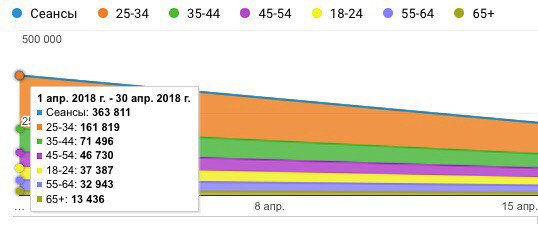 Сеансы 25-34 35-44 45-54 18-24 55-64 65+
500 000
1 апр. 2018 г. - 30 апр. 2018 г.
Сеансы: 363 811
25-34: 161 819
35-44: 71 496
45-54: 46 730
18-24: 37 387
55-64: 32 943
65+: 13 436
... 8 апр. 15 апр.